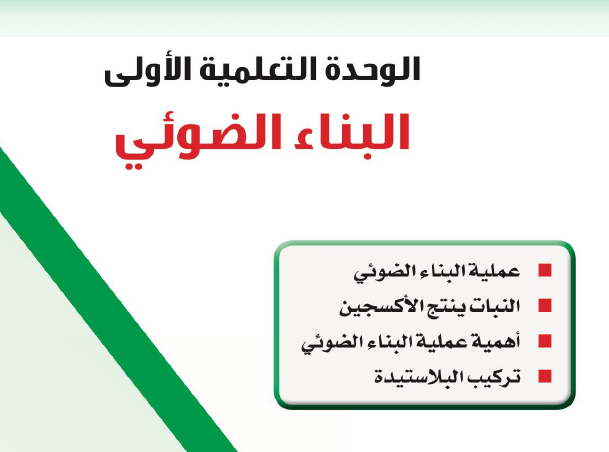 الوحدة التعلمية الأولى
البناء الضوئي
عملية البناء الضوئي
النبات ينتج الأكسجين
أهمية عملية البناء الضوئي
تركيب البلاستيدة